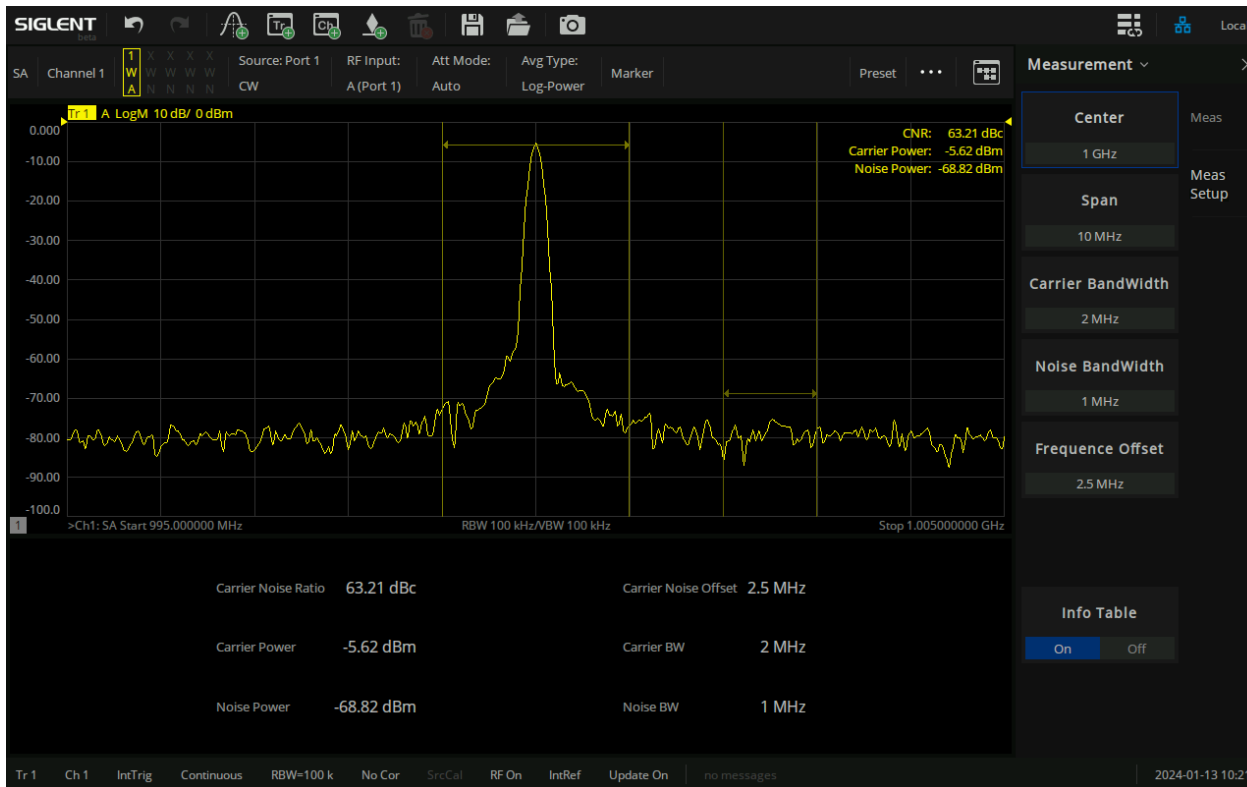 SIGLENT
beta
Tr
Ch
Loca
SA Channel 1
1 X X X X
W W W W W
A N N N N
Source: Port 1
CW
RF Input:
A (Port 1)
Att Mode:
Auto
Avg Type:
Log-Power
Marker
Preset ···
Measurement
Tr 1 A LogM 10 dB/ 0 dBm
CNR: 63.21 dBc
Carrier Power: -5.62 dBm
Noise Power: -68.82 dBm
0.000
-10.00
-20.00
-30.00
-40.00
-50.00
-60.00
-70.00
-80.00
-90.00
-100.0
1 >Ch1: SA Start 995.000000 MHz RBW 100 kHz/VBW 100 kHz Stop 1.005000000 GHz
Center
1 GHz
Span
10 MHz
Carrier BandWidth
2 MHz
Noise BandWidth
1 MHz
Frequence Offset
2.5 MHz
Info Table
On Off
Meas
Meas
Setup
Carrier Noise Ratio 63.21 dBc Carrier Noise Offset 2.5 MHz
Carrier Power -5.62 dBm Carrier BW 2 MHz
Noise Power -68.82 dBm Noise BW 1 MHz
Tr 1 Ch 1 IntTrig Continuous RBW=100 k No Cor SrcCal RF On IntRef Update On no messages 2024-01-13 10:21